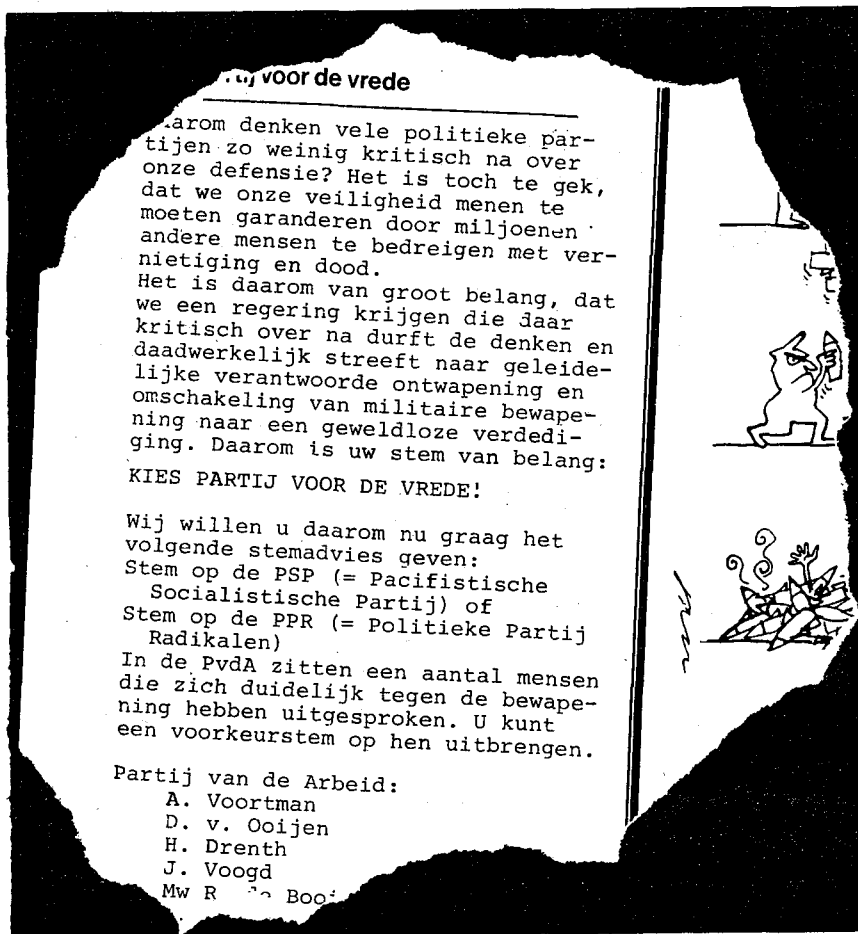 voor de vrede
denken vele politieke par-
tijen zo weinig kritisch na over
onze defensie? Het is toch te gek,
dat we onze veiligheid menen te
moeten garanderen door miljoenen
andere mensen te bedreigen met ver-
nietiging en dood.
Het is daarom van groot belang, dat
we een regering krijgen die daar
kritisch over na durft de denken en
daadwerkelijk streeft naar geleide-
lijke verantwoorde ontwapening en
omschakeling van militaire bewape-
ning naar een geweldloze verdedi-
ging. Daarom is uw stem van belang:
KIES PARTIJ VOOR DE VREDE!
Wij willen u daarom nu graag het
volgende stemadvies geven:
Stem op de PSP (= Pacifistische
Socialistische Partij) of
Stem op de PPR (= Politieke Partij
Radikalen)
In de PvdA zitten een aantal mensen
die zich duidelijk tegen de bewape-
ning hebben uitgesproken. U kunt
een voorkeurstem op hen uitbrengen.
Partij van de Arbeid:
A. Voortman
D. v. Ooijen
H. Drenth
J. Voogd
Mw R